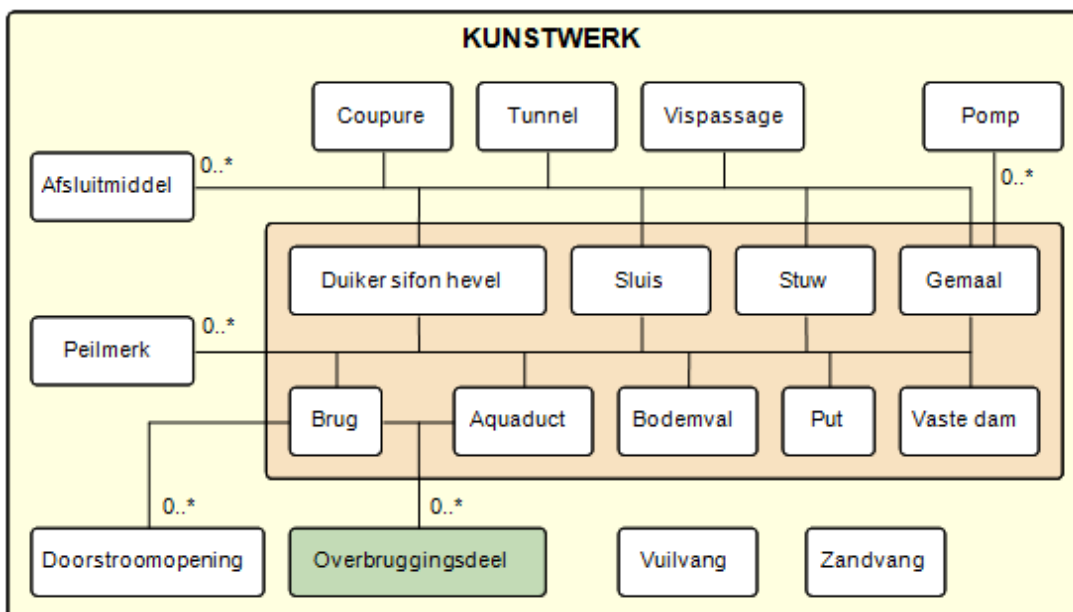 KUNSTWERK
Coupure
Tunnel
Vispassage
Pomp
0..*
Afsluitmiddel
0..*
Duiker sifon hevel
Sluis
Stuw
Gemaal
0..*
Peilmerk
Brug
Aquaduct
Bodemval
Put
Vaste dam
0..*
0..*
Doorstroomopening
Overbruggingsdeel
Vuilvang
Zandvang